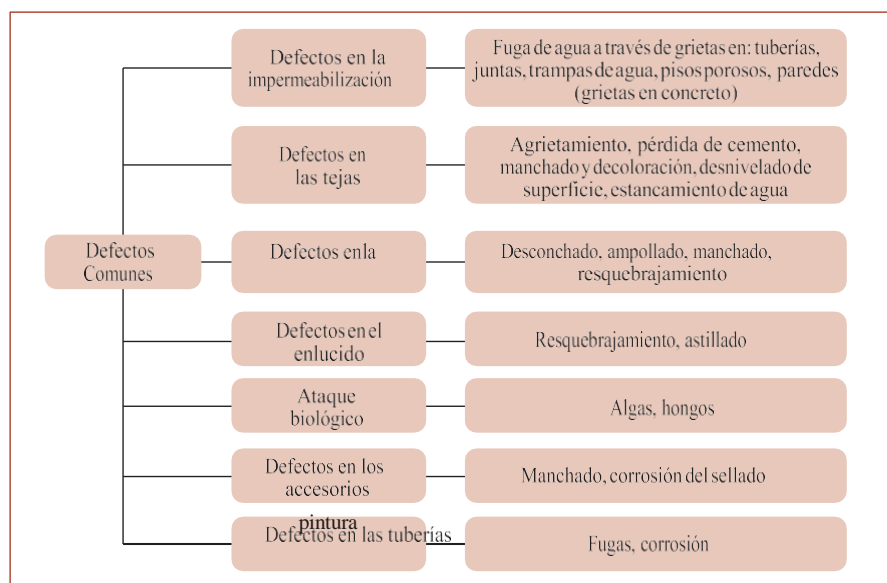 Defectos Comunes
Defectos en la
impermeabilización
Fuga de agua a través de grietas en: tuberías,
juntas, trampas de agua, pisos porosos, paredes
(grietas en concreto)
Defectos en
las tejas
Agrietamiento, pérdida de cemento,
manchado y decoloración, desnivelado de
superficie, estancamiento de agua
Defectos enla
Desconchado, ampollado, manchado,
resquebrajamiento
Defectos en el
enlucido
Resquebrajamiento, astillado
Ataque
biológico
Algas, hongos
Defectos en los
accesorios
Manchado, corrosión del sellado
pintura
Defectos en las tuberías
Fugas, corrosión